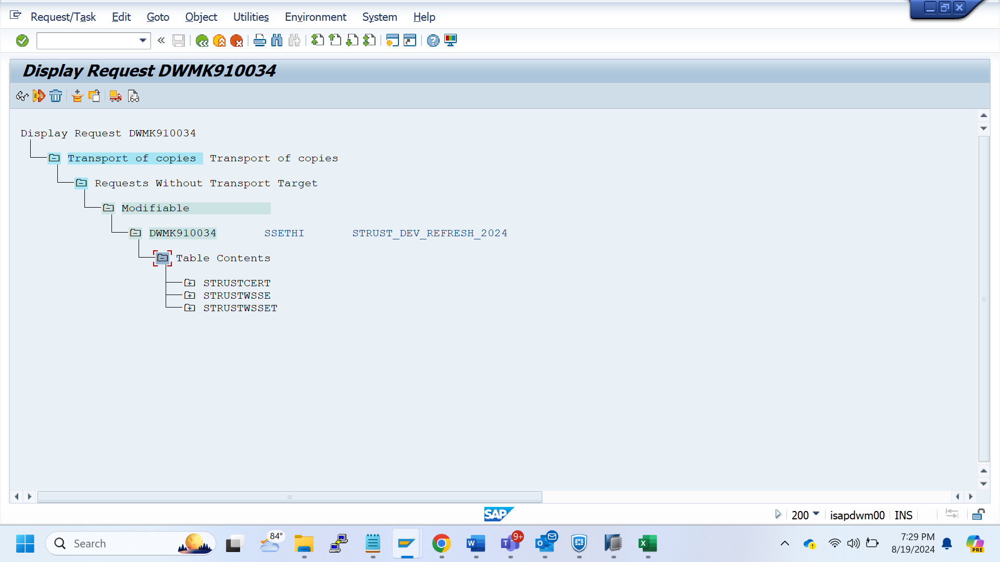 Request/Task Edit Goto Object Utilities Environment System Help
Display Request DWMK910034
Display Request DWMK910034
Transport of copies Transport of copies
Requests Without Transport Target
Modifiable
DWMK910034 SSETHI STRUST_DEV_REFRESH_2024
Table Contents
STRUSTCERT
STRUSTWSSE
STRUSTWSSET
SAP 200 isapdwm00 INS
Search 84° 9+ 7:29 PM
8/19/2024
PRE